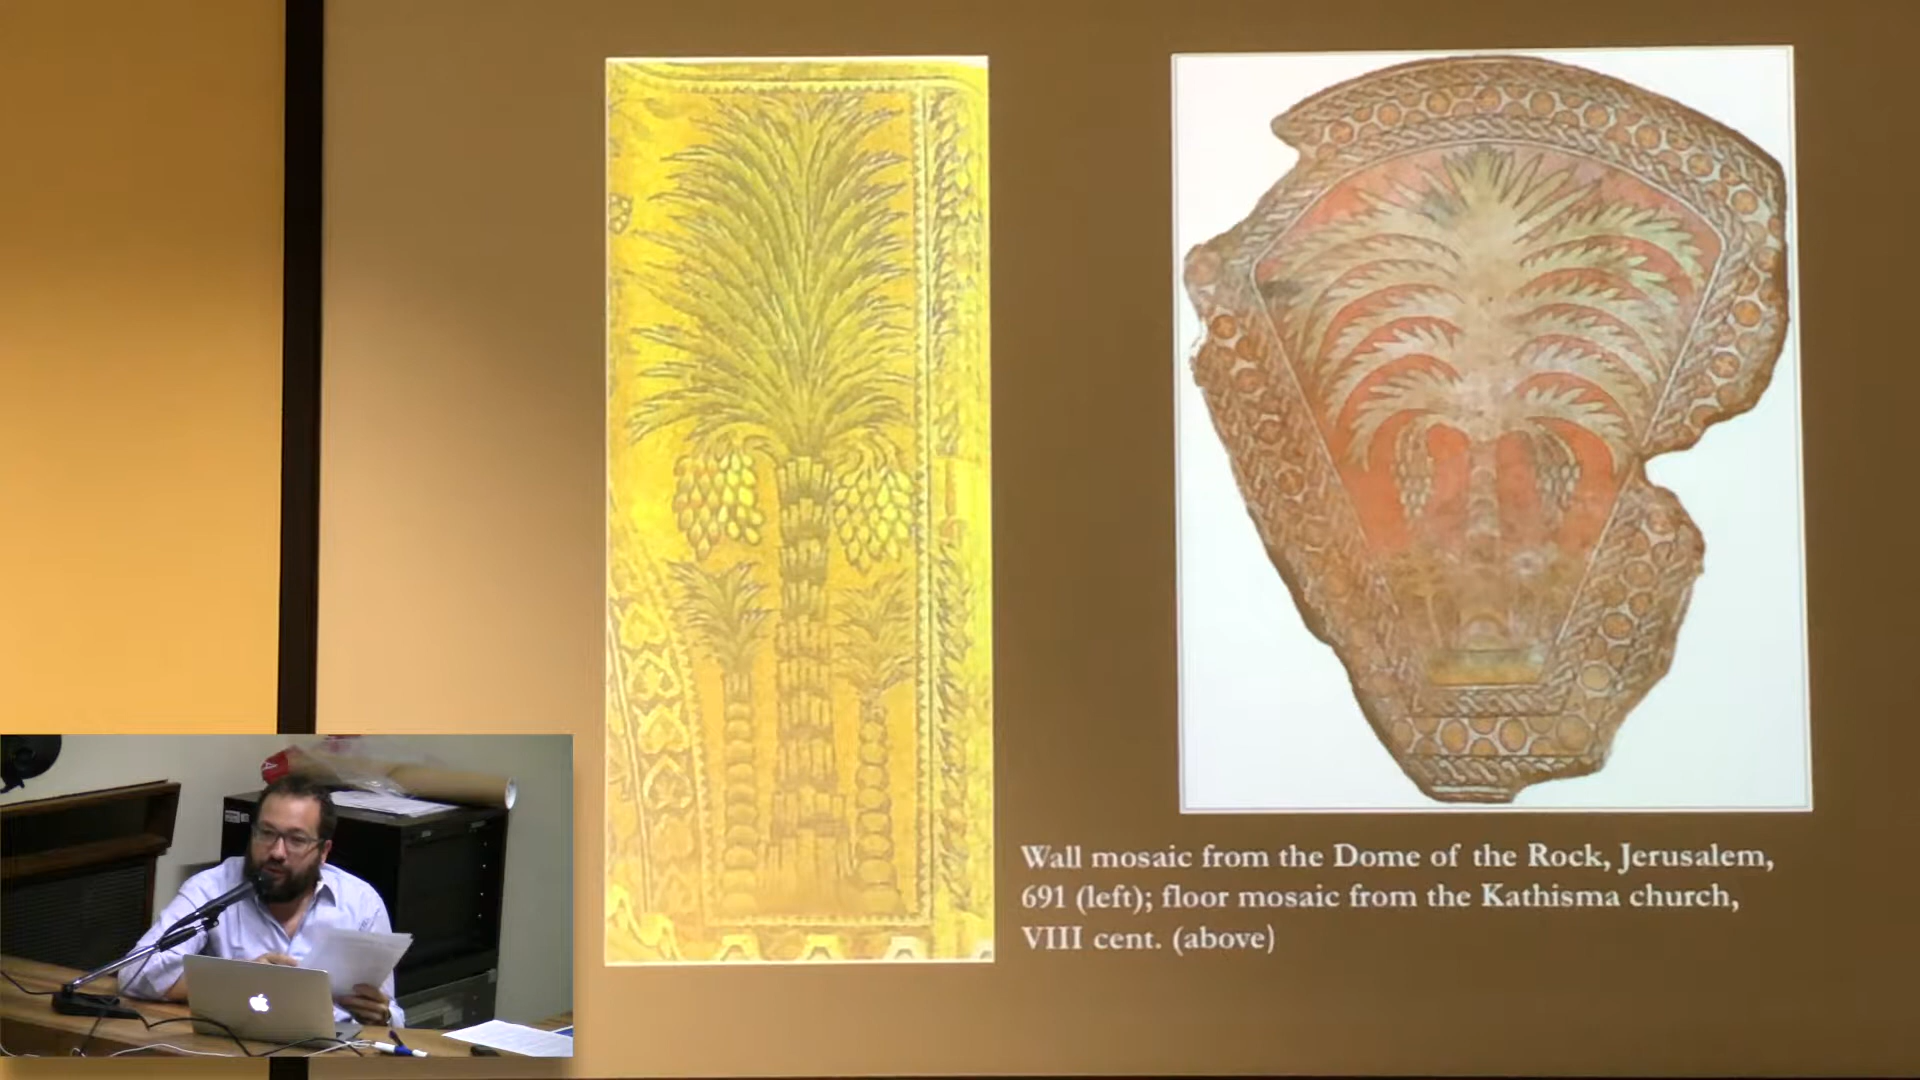 Wall mosaic from the Dome of the Rock, Jerusalem,
691 (left); floor mosaic from the Kathisma church,
VIII cent. (above)